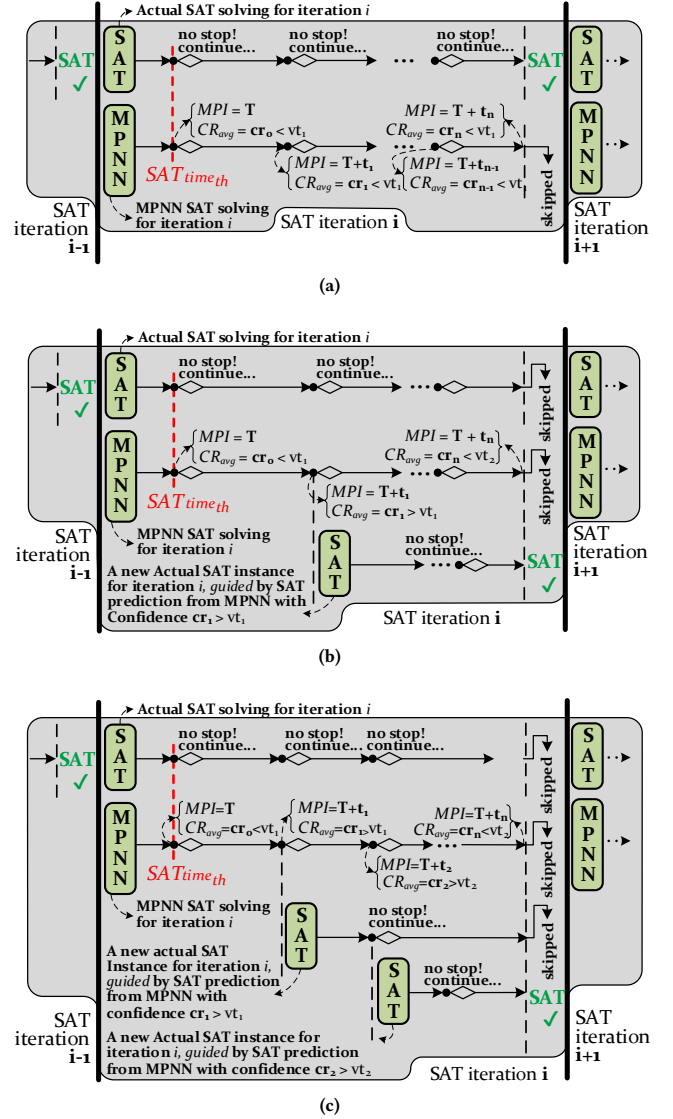 Actual SAT solving for iteration i
SAT
✓
SAT
no stop!
continue...
no stop!
continue...
no stop!
continue...
...
SAT
✓
SAT
MPNN
MPI = T
CRavg = cr₀ < vt₁
MPI = T + tₙ
CRavg = crₙ < vt₁
...
MPNN
SATtimeth
MPI = T+t₁
CRavg = cr₁ < vt₁
MPI = T+tₙ₋₁
CRavg = crₙ₋₁ < vt₁
skipped
MPNN SAT solving
for iteration i
SAT
iteration
i-1
SAT iteration i
SAT
iteration
i+1
(a)
Actual SAT solving for iteration i
SAT
✓
SAT
no stop!
continue...
no stop!
continue...
...
skipped
SAT
MPNN
MPI = T
CRavg = cr₀ < vt₁
MPI = T + tₙ
CRavg = crₙ < vt₂
...
skipped
MPNN
SATtimeth
MPI = T+t₁
CRavg = cr₁ > vt₁
MPNN SAT solving
for iteration i
SAT
no stop!
continue...
...
SAT
✓
A new Actual SAT instance
for iteration i, guided by SAT
prediction from MPNN with
Confidence cr₁ > vt₁
SAT
iteration
i-1
SAT iteration i
SAT
iteration
i+1
(b)
Actual SAT solving for iteration i
SAT
✓
SAT
no stop!
continue...
no stop!
continue...
no stop!
continue...
skipped
SAT
MPNN
MPI=T
CRavg=cr₀<vt₁
MPI=T+t₁
CRavg=cr₁>vt₁
MPI=T+tₙ
CRavg=crₙ<vt₂
...
skipped
MPNN
SATtimeth
MPI=T+t₂
CRavg=cr₂>vt₂
MPNN SAT solving
for iteration i
SAT
no stop!
continue...
skipped
A new actual SAT
Instance for iteration i,
guided by SAT prediction
from MPNN with
confidence cr₁ > vt₁
SAT
no stop!
continue...
SAT
✓
A new Actual SAT instance for
iteration i, guided by SAT prediction
from MPNN with confidence cr₂ > vt₂
SAT
iteration
i-1
SAT iteration i
SAT
iteration
i+1
(c)